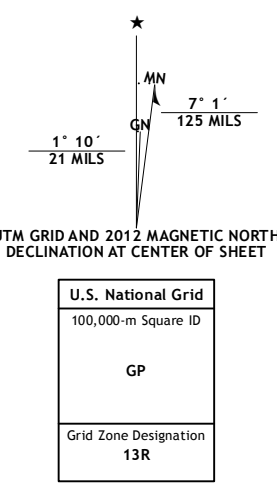 ★
MN
GN
7° 1´
125 MILS
1° 10´
21 MILS
UTM GRID AND 2012 MAGNETIC NORTH
DECLINATION AT CENTER OF SHEET
U.S. National Grid
100,000-m Square ID
GP
Grid Zone Designation
13R